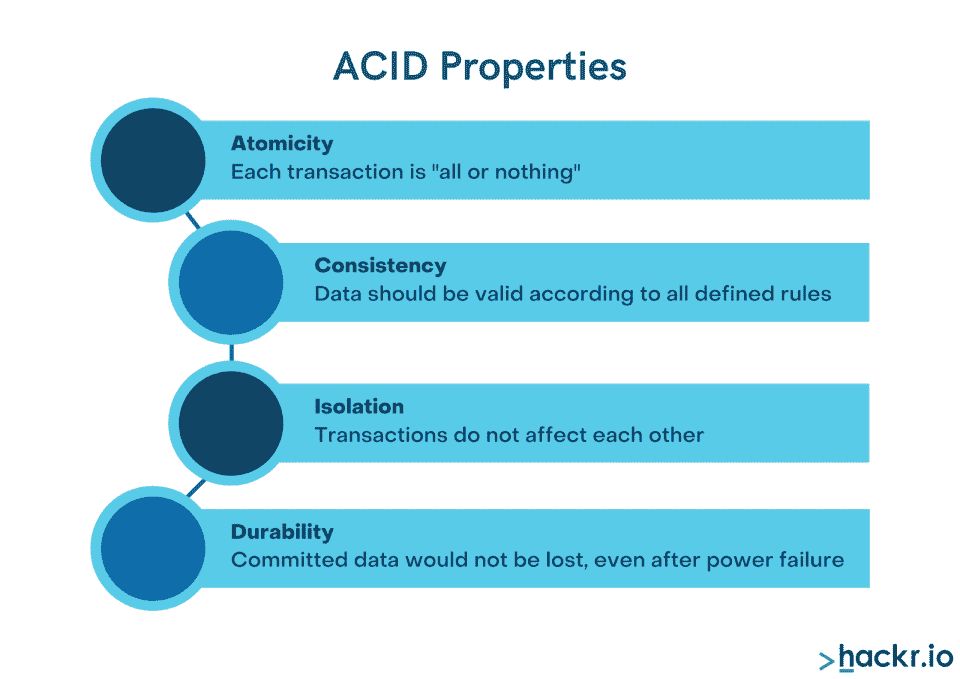 ACID Properties
Atomicity
Each transaction is "all or nothing"
Consistency
Data should be valid according to all defined rules
Isolation
Transactions do not affect each other
Durability
Committed data would not be lost, even after power failure
>hackr.io